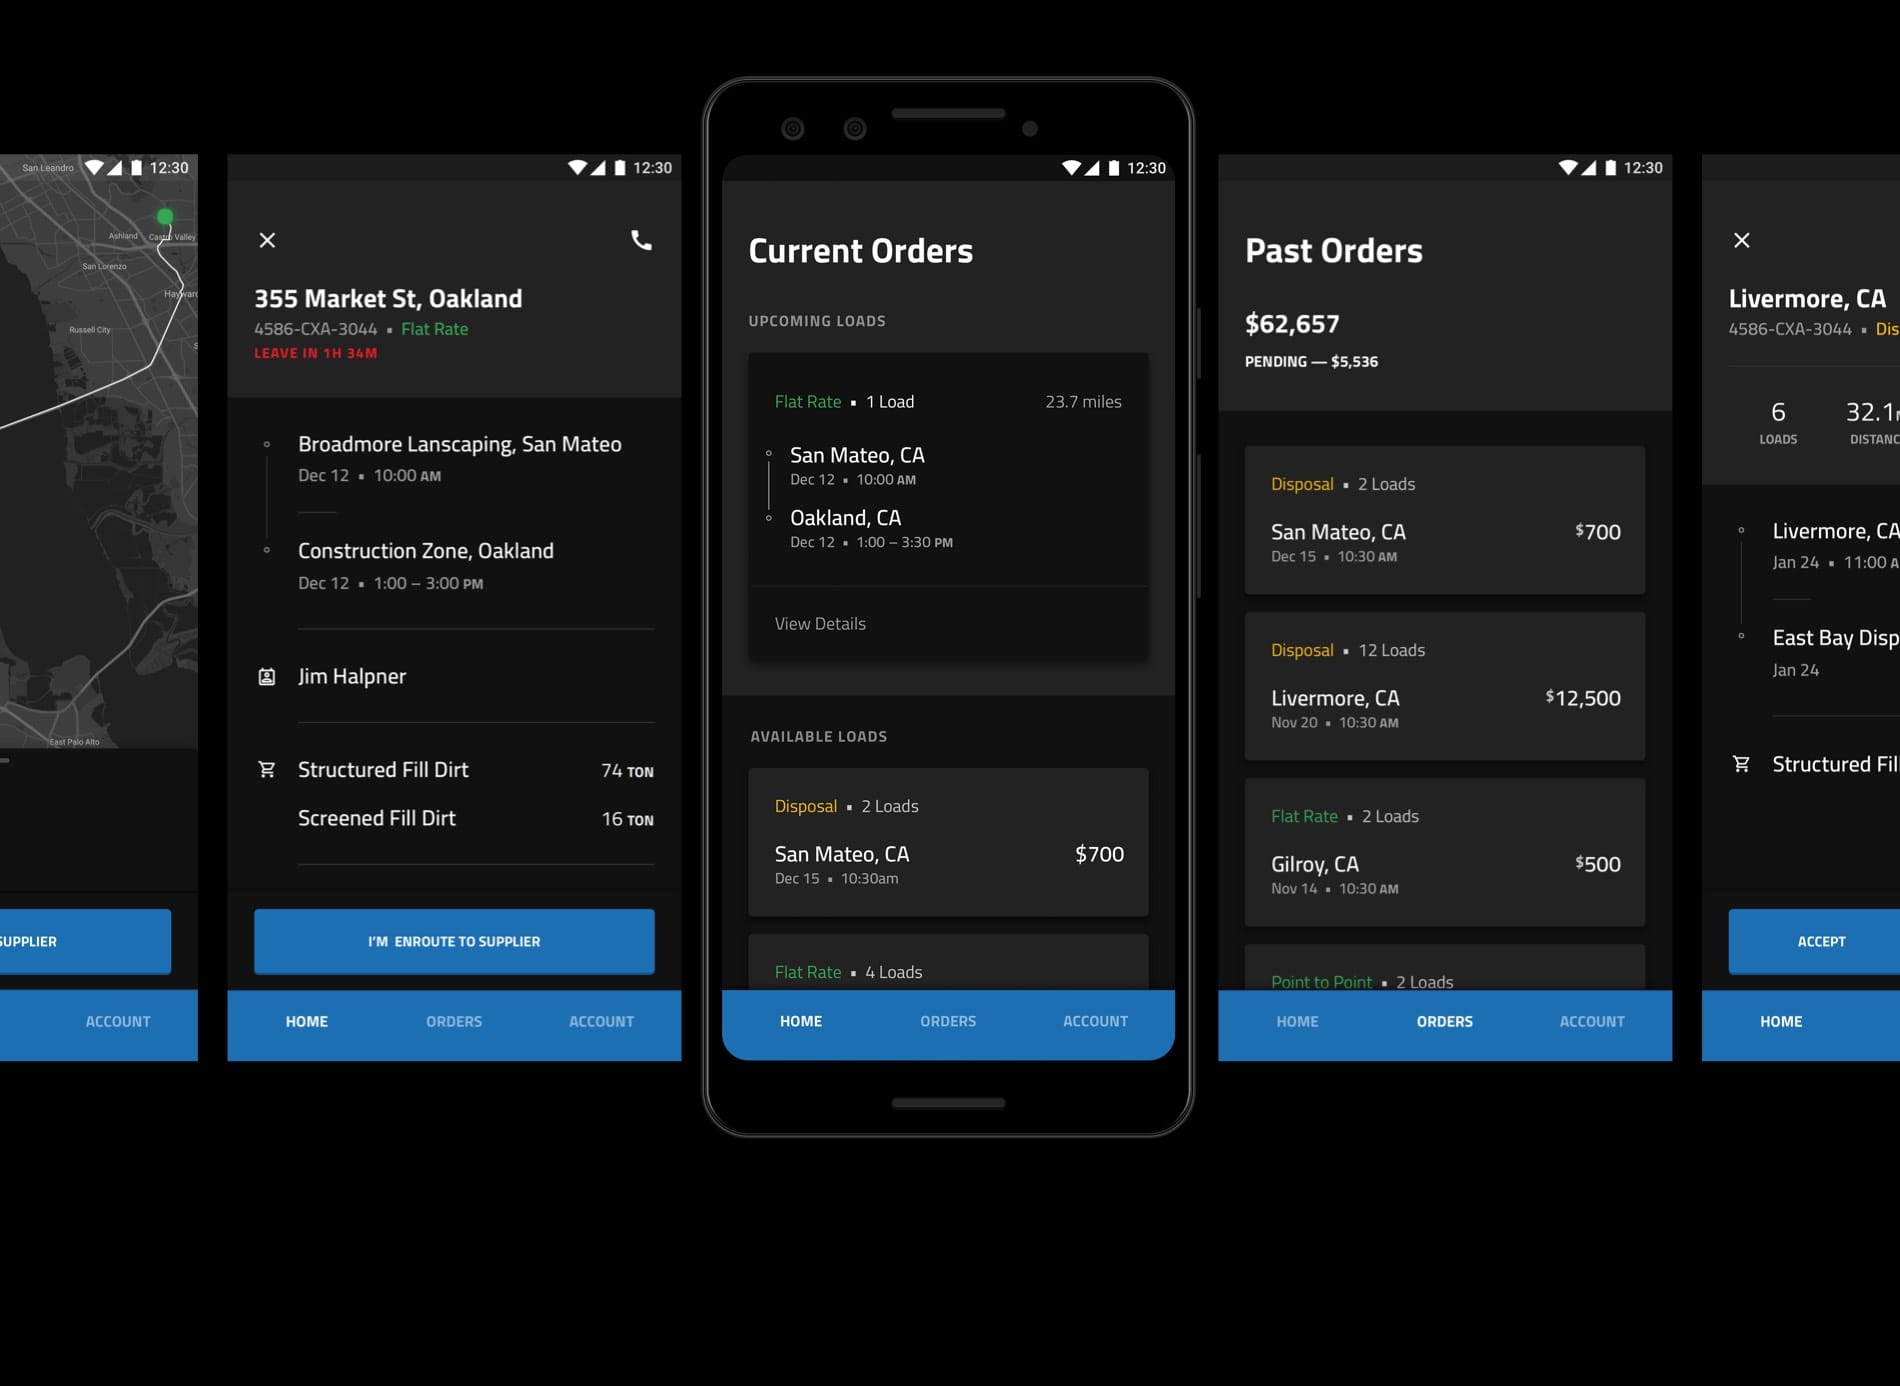 San Leandro
12:30
Ashland
Castro Valley
San Lorenzo
Hayward
Russell City
East Palo Alto
SUPPLIER
ACCOUNT
12:30
355 Market St, Oakland
4586-CXA-3044 ▪ Flat Rate
LEAVE IN 1H 34M
Broadmore Lanscaping, San Mateo
Dec 12 ▪ 10:00 AM
Construction Zone, Oakland
Dec 12 ▪ 1:00 – 3:00 PM
Jim Halpner
Structured Fill Dirt 74 TON
Screened Fill Dirt 16 TON
I'M ENROUTE TO SUPPLIER
HOME ORDERS ACCOUNT
12:30
Current Orders
UPCOMING LOADS
Flat Rate ▪ 1 Load 23.7 miles
San Mateo, CA
Dec 12 ▪ 10:00 AM
Oakland, CA
Dec 12 ▪ 1:00 – 3:30 PM
View Details
AVAILABLE LOADS
Disposal ▪ 2 Loads
San Mateo, CA $700
Dec 15 ▪ 10:30am
Flat Rate ▪ 4 Loads
HOME ORDERS ACCOUNT
12:30
Past Orders
$62,657
PENDING — $5,536
Disposal ▪ 2 Loads
San Mateo, CA $700
Dec 15 ▪ 10:30 AM
Disposal ▪ 12 Loads
Livermore, CA $12,500
Nov 20 ▪ 10:30 AM
Flat Rate ▪ 2 Loads
Gilroy, CA $500
Nov 14 ▪ 10:30 AM
Point to Point ▪ 2 Loads
HOME ORDERS ACCOUNT
Livermore, CA
4586-CXA-3044 ▪ Dis
6 32.1
LOADS DISTANC
Livermore, CA
Jan 24 ▪ 11:00 A
East Bay Disp
Jan 24
Structured Fil
ACCEPT
HOME